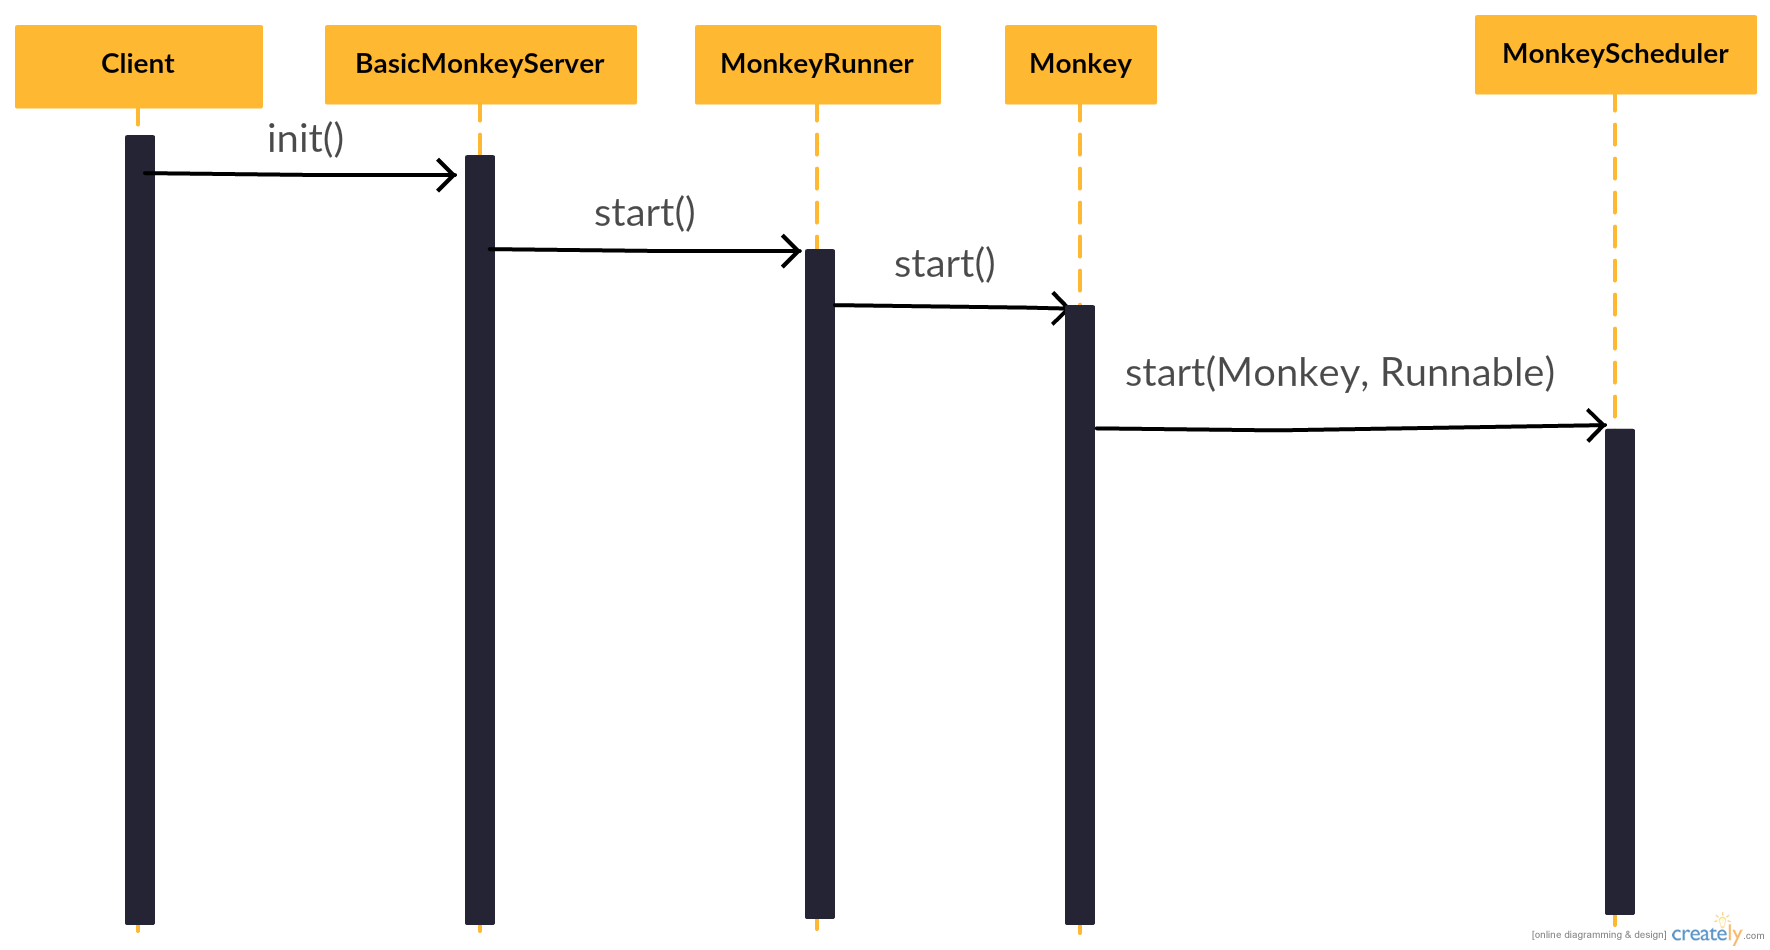 Client
BasicMonkeyServer
MonkeyRunner
Monkey
MonkeyScheduler
init()
start()
start()
start(Monkey, Runnable)
[online diagramming & design] creately.com